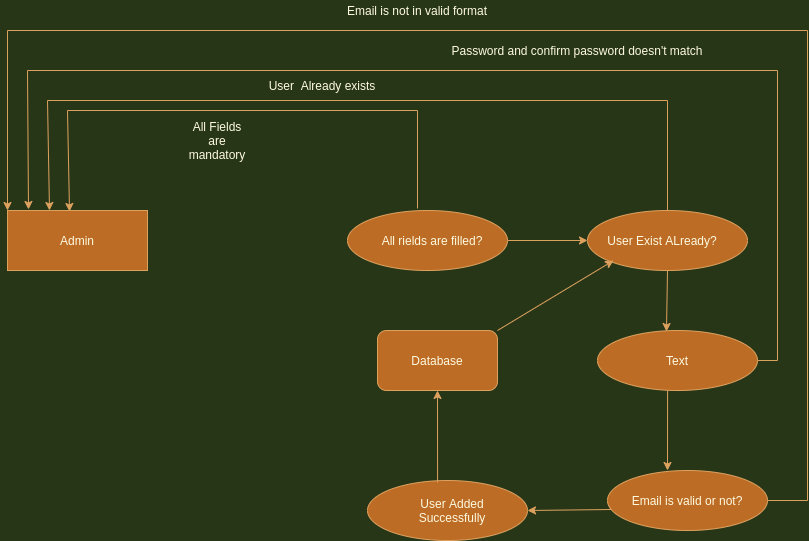 Email is not in valid format
Password and confirm password doesn't match
User  Already exists
All Fields
are
mandatory
Admin
All rields are filled?
User Exist ALready?
Database
Text
User Added
Successfully
Email is valid or not?